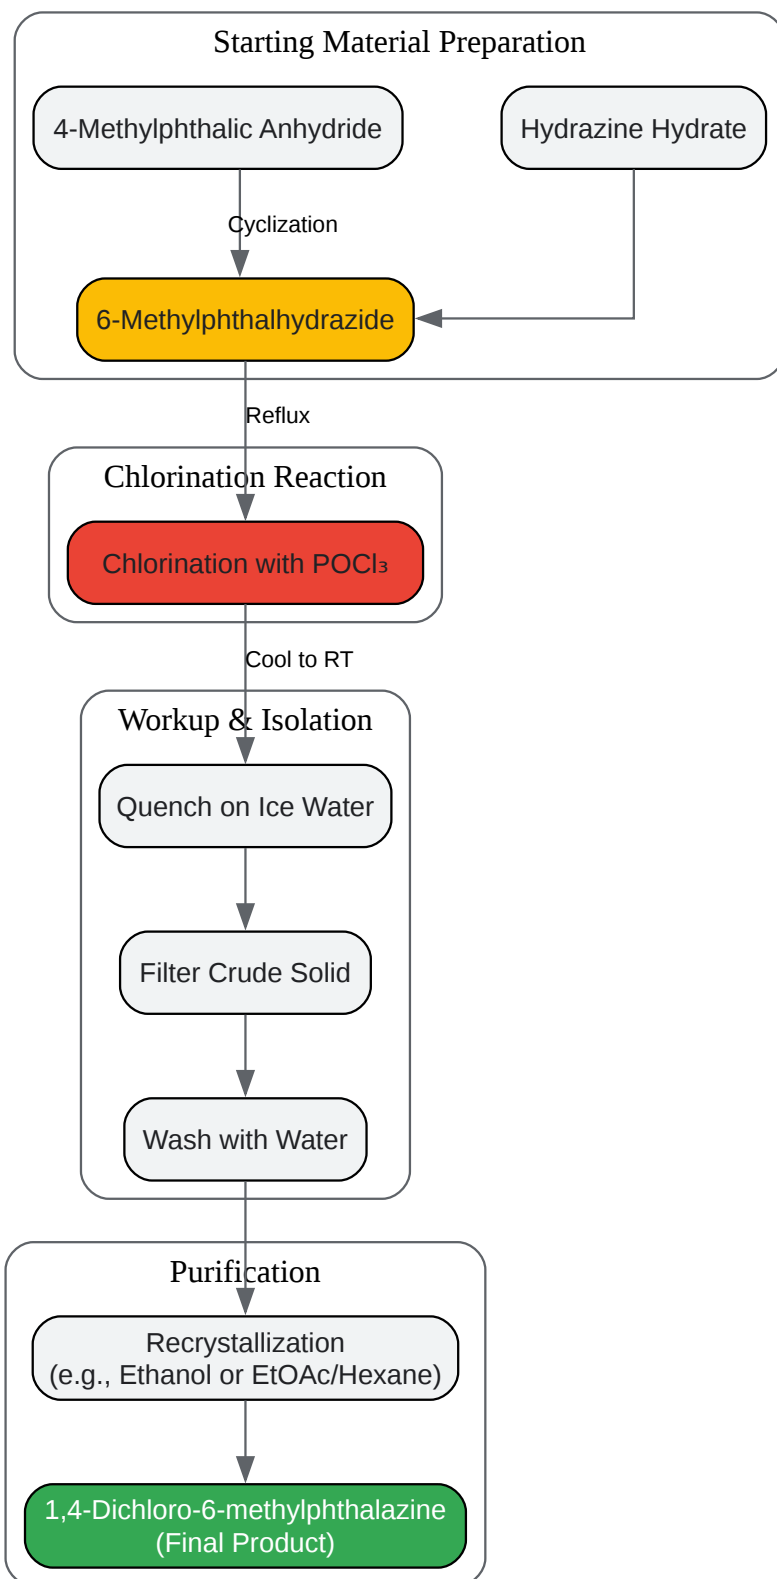 Starting Material Preparation
4-Methylphthalic Anhydride
Hydrazine Hydrate
Cyclization
6-Methylphthalhydrazide
Reflux
Chlorination Reaction
Chlorination with POCl₃
Cool to RT
Workup & Isolation
Quench on Ice Water
Filter Crude Solid
Wash with Water
Purification
Recrystallization
(e.g., Ethanol or EtOAc/Hexane)
1,4-Dichloro-6-methylphthalazine
(Final Product)